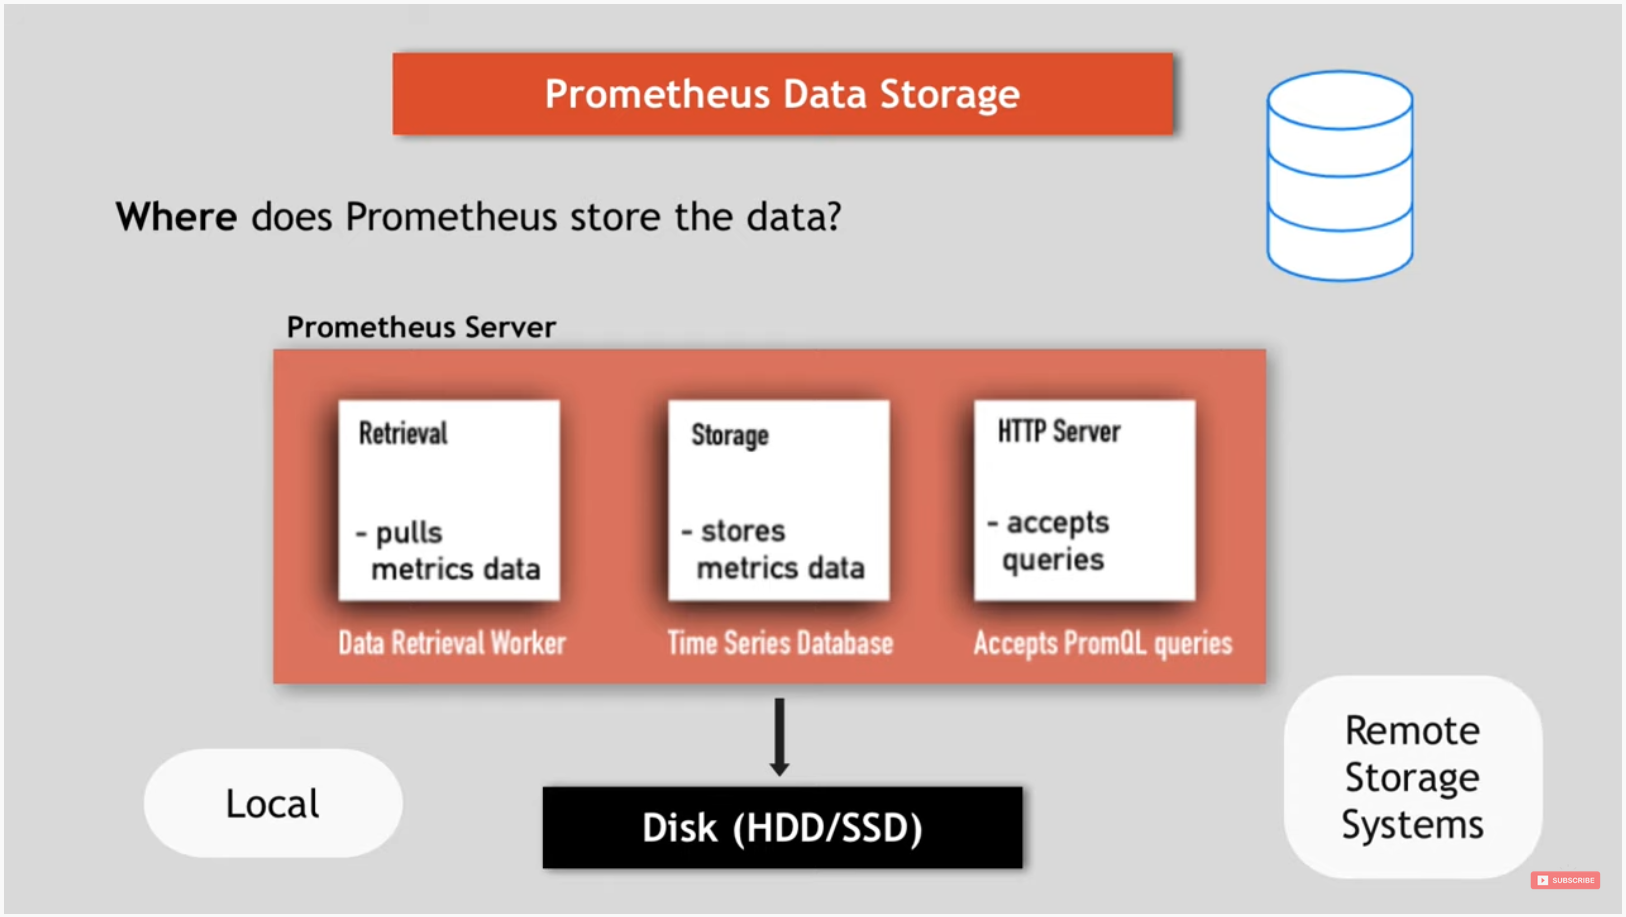 Prometheus Data Storage
Where does Prometheus store the data?
Prometheus Server
Retrieval
- pulls
metrics data
Data Retrieval Worker
Storage
- stores
metrics data
Time Series Database
HTTP Server
- accepts
queries
Accepts PromQL queries
Local
Disk (HDD/SSD)
Remote
Storage
Systems
SUBSCRIBE